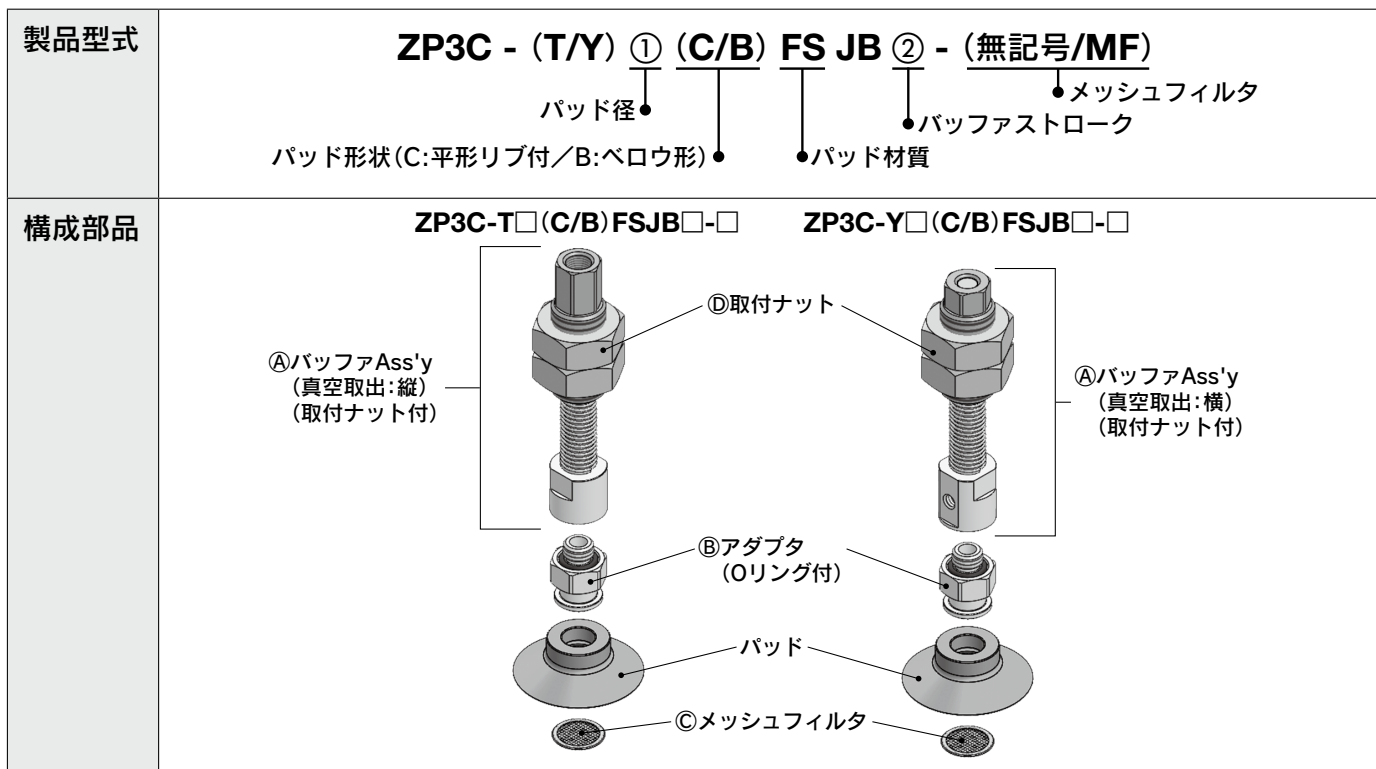 製品型式
ZP3C - (T/Y) ① (C/B) FS JB ② - (無記号/MF)
メッシュフィルタ
パッド径
バッファストローク
パッド形状(C:平形リブ付/B:ベロウ形)
パッド材質
構成部品
ZP3C-T□(C/B)FSJB□-□
ZP3C-Y□(C/B)FSJB□-□
Ⓓ取付ナット
ⒶバッファAss'y
(真空取出:縦)
(取付ナット付)
ⒶバッファAss'y
(真空取出:横)
(取付ナット付)
Ⓑアダプタ
(Oリング付)
パッド
Ⓒメッシュフィルタ